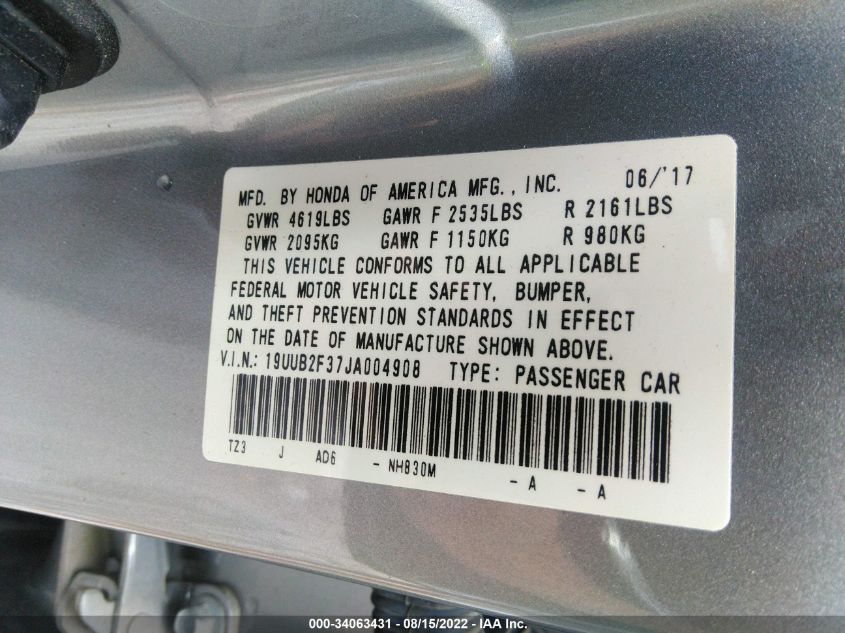 MFD. BY HONDA OF AMERICA MFG., INC. 06/'17
GVWR 4619LBS GAWR F 2535LBS R 2161LBS
GVWR 2095KG GAWR F 1150KG R 980KG
THIS VEHICLE CONFORMS TO ALL APPLICABLE
FEDERAL MOTOR VEHICLE SAFETY, BUMPER,
AND THEFT PREVENTION STANDARDS IN EFFECT
ON THE DATE OF MANUFACTURE SHOWN ABOVE.
V.I.N.: 19UUB2F37JA004908 TYPE: PASSENGER CAR
TZ3 J AD6 - NH830M - A - A
000-34063431 - 08/15/2022 - IAAI.com